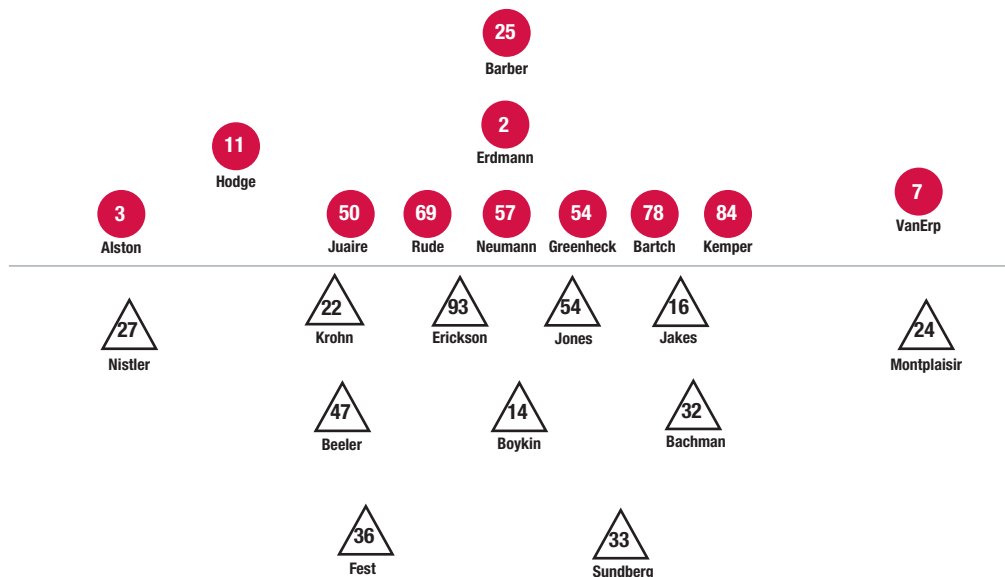 25
Barber
2
Erdmann
11
Hodge
7
VanErp
3
Alston
50
Juaire
69
Rude
57
Neumann
54
Greenheck
78
Bartch
84
Kemper
27
Nistler
22
Krohn
93
Erickson
54
Jones
16
Jakes
24
Montplaisir
47
Beeler
14
Boykin
32
Bachman
36
Fest
33
Sundberg